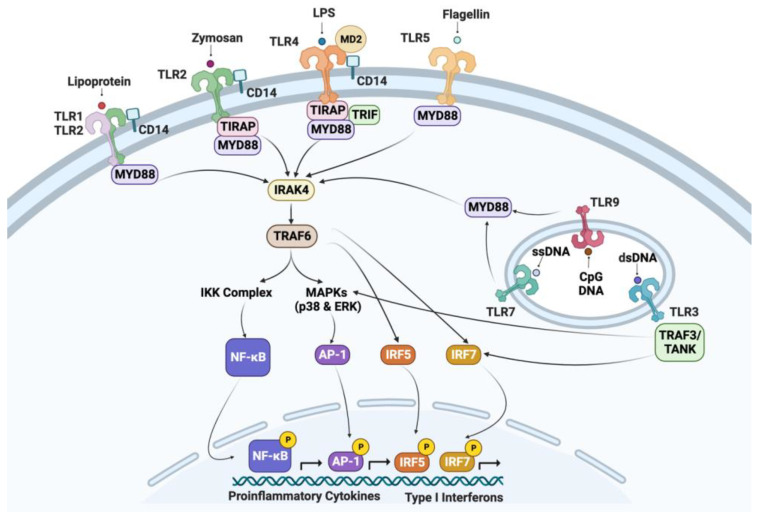 LPS
Flagellin
Zymosan
TLR4
MD2
TLR5
TLR2
CD14
Lipoprotein
CD14
TLR1
TLR2
CD14
TIRAP
TRIF
MYD88
MYD88
TIRAP
MYD88
MYD88
IRAK4
MYD88
TLR9
TRAF6
ssDNA
dsDNA
CpG
DNA
TLR7
TLR3
IKK Complex
MAPKs
(p38 & ERK)
TRAF3/
TANK
NF-κB
AP-1
IRF5
IRF7
P
P
P
P
NF-κB
AP-1
IRF5
IRF7
Proinflammatory Cytokines
Type I Interferons